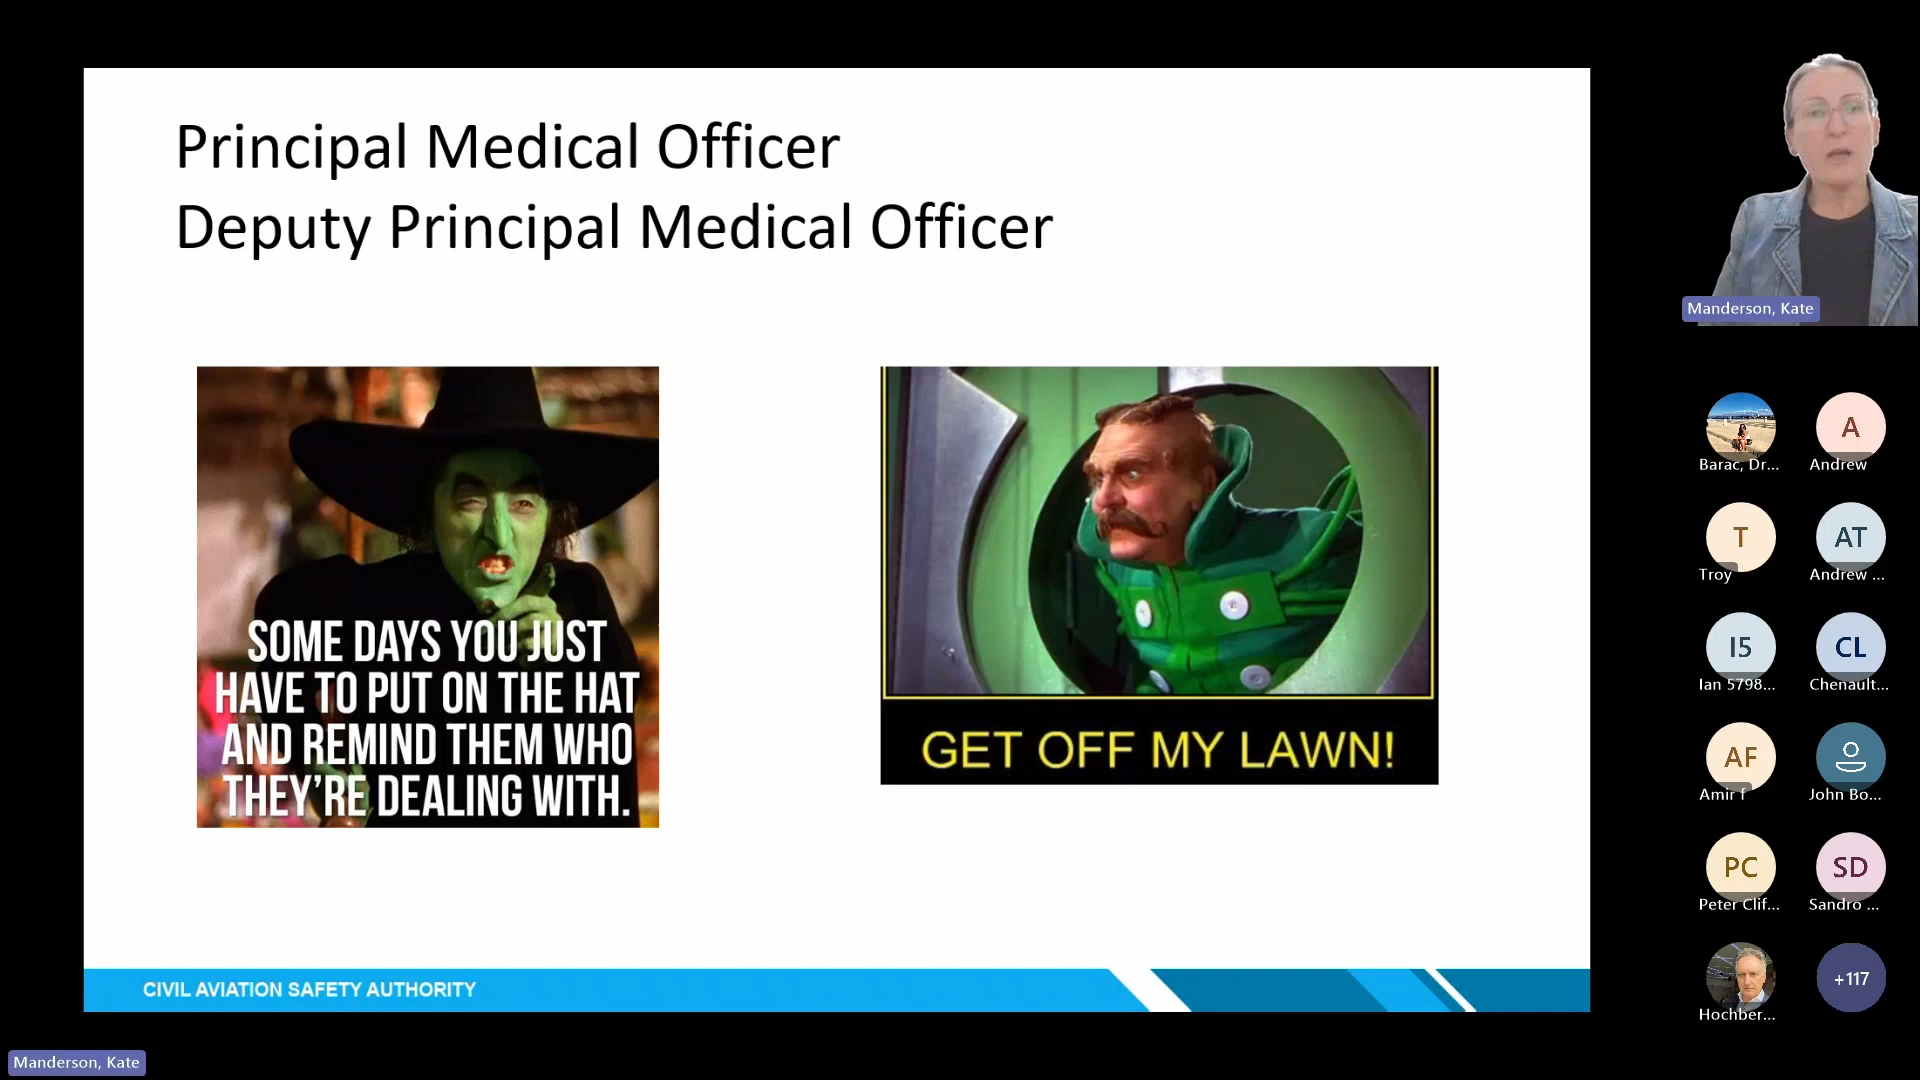 Principal Medical Officer
Deputy Principal Medical Officer
SOME DAYS YOU JUST
HAVE TO PUT ON THE HAT
AND REMIND THEM WHO
THEY'RE DEALING WITH.
GET OFF MY LAWN!
CIVIL AVIATION SAFETY AUTHORITY
Manderson, Kate
Manderson, Kate
Barac, Dr...
A
Andrew
T
Troy
AT
Andrew ...
I5
Ian 5798...
CL
Chenault...
AF
Amir f
John Bo...
PC
Peter Clif...
SD
Sandro ...
Hochber...
+117